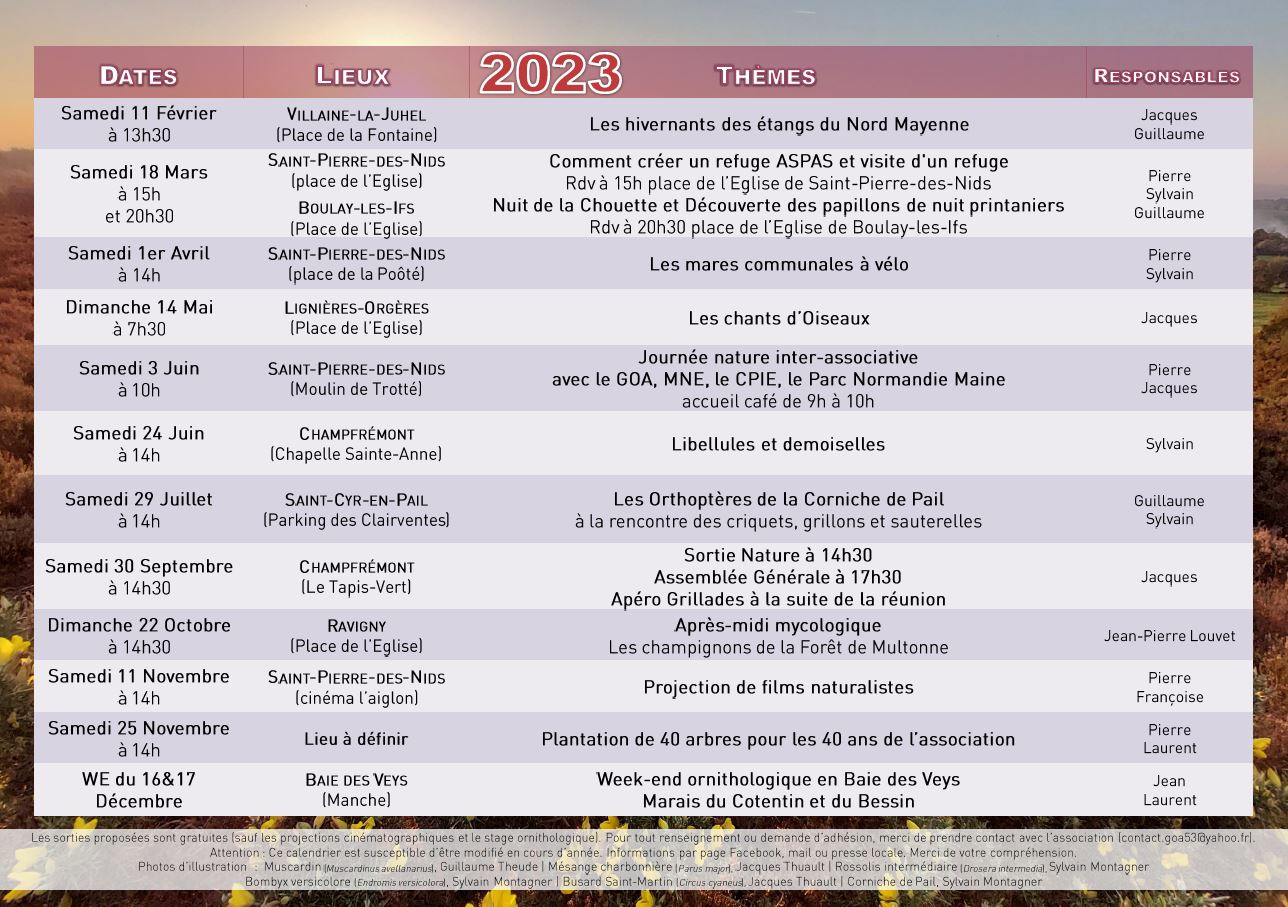 DATES LIEUX 2023 THÈMES RESPONSABLES
Samedi 11 Février
à 13h30
VILLAINE-LA-JUHEL
(Place de la Fontaine)
Les hivernants des étangs du Nord Mayenne
Jacques
Guillaume
Samedi 18 Mars
à 15h
et 20h30
SAINT-PIERRE-DES-NIDS
(place de l'Eglise)
BOULAY-LES-IFS
(Place de l'Eglise)
Comment créer un refuge ASPAS et visite d'un refuge
Rdv à 15h place de l'Eglise de Saint-Pierre-des-Nids
Nuit de la Chouette et Découverte des papillons de nuit printaniers
Rdv à 20h30 place de l'Eglise de Boulay-les-Ifs
Pierre
Sylvain
Guillaume
Samedi 1er Avril
à 14h
SAINT-PIERRE-DES-NIDS
(place de la Poôté)
Les mares communales à vélo
Pierre
Sylvain
Dimanche 14 Mai
à 7h30
LIGNIÈRES-ORGÈRES
(Place de l'Eglise)
Les chants d'Oiseaux
Jacques
Samedi 3 Juin
à 10h
SAINT-PIERRE-DES-NIDS
(Moulin de Trotté)
Journée nature inter-associative
avec le GOA, MNE, le CPIE, le Parc Normandie Maine
accueil café de 9h à 10h
Pierre
Jacques
Samedi 24 Juin
à 14h
CHAMPFRÉMONT
(Chapelle Sainte-Anne)
Libellules et demoiselles
Sylvain
Samedi 29 Juillet
à 14h
SAINT-CYR-EN-PAIL
(Parking des Clairventes)
Les Orthoptères de la Corniche de Pail
à la rencontre des criquets, grillons et sauterelles
Guillaume
Sylvain
Samedi 30 Septembre
à 14h30
CHAMPFRÉMONT
(Le Tapis-Vert)
Sortie Nature à 14h30
Assemblée Générale à 17h30
Apéro Grillades à la suite de la réunion
Jacques
Dimanche 22 Octobre
à 14h30
RAVIGNY
(Place de l'Eglise)
Après-midi mycologique
Les champignons de la Forêt de Multonne
Jean-Pierre Louvet
Samedi 11 Novembre
à 14h
SAINT-PIERRE-DES-NIDS
(cinéma l'aiglon)
Projection de films naturalistes
Pierre
Françoise
Samedi 25 Novembre
à 14h
Lieu à définir
Plantation de 40 arbres pour les 40 ans de l'association
Pierre
Laurent
WE du 16&17
Décembre
BAIE DES VEYS
(Manche)
Week-end ornithologique en Baie des Veys
Marais du Cotentin et du Bessin
Jean
Laurent
Les sorties proposées sont gratuites (sauf les projections cinématographiques et le stage ornithologique). Pour tout renseignement ou demande d'adhésion, merci de prendre contact avec l'association (contact.goa53@yahoo.fr).
Attention : Ce calendrier est susceptible d'être modifié en cours d'année. Informations par page Facebook, mail ou presse locale. Merci de votre compréhension.
Photos d'illustration : Muscardin (Muscardinus avellanarius), Guillaume Theude | Mésange charbonnière (Parus major), Jacques Thuault | Rossolis intermédiaire (Drosera intermedia), Sylvain Montagner
Bombyx versicolore (Endromis versicolora), Sylvain Montagner | Busard Saint-Martin (Circus cyaneus), Jacques Thuault | Corniche de Pail, Sylvain Montagner